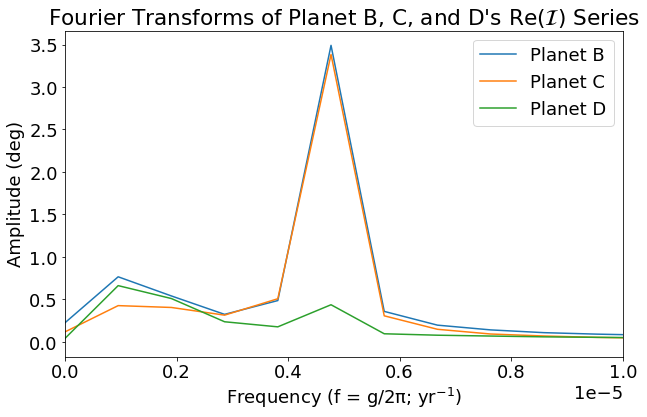 Fourier Transforms of Planet B, C, and D's Re(𝓘) Series
Planet B
Planet C
Planet D
Amplitude (deg)
3.5
3.0
2.5
2.0
1.5
1.0
0.5
0.0
0.0 0.2 0.4 0.6 0.8 1.0
1e−5
Frequency (f = g/2π; yr⁻¹)